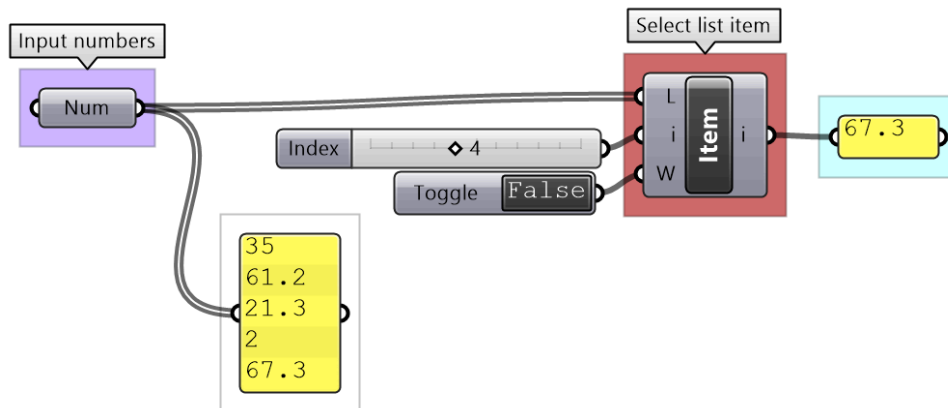 Input numbers
Select list item
Num
L
i
W
Item
i
67.3
Index
4
Toggle
False
35
61.2
21.3
2
67.3